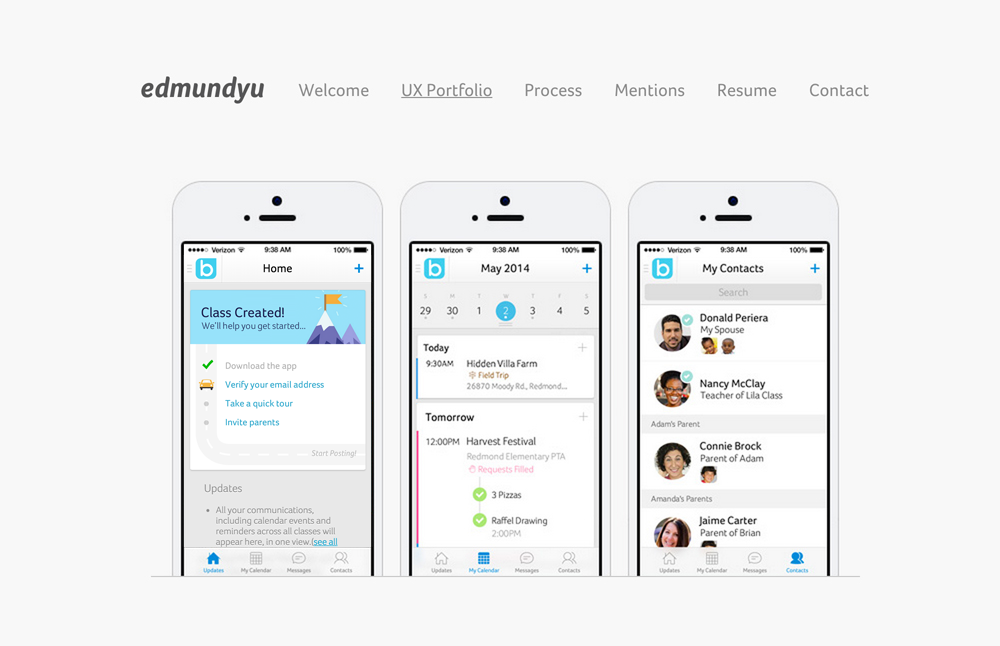 edmundyu
Welcome
UX Portfolio
Process
Mentions
Resume
Contact
Verizon
9:38 AM
100%
b
Home
+
Class Created!
We'll help you get started...
Download the app
Verify your email address
Take a quick tour
Invite parents
Start Posting!
Updates
All your communications,
including calendar events and
reminders across all classes will
appear here, in one view.(see all
Updates
My Calendar
Messages
Contacts
Verizon
9:38 AM
100%
b
May 2014
+
S M T W T F S
29 30 1 2 3 4 5
Today
+
9:30AM
Hidden Villa Farm
Field Trip
26870 Moody Rd., Redmond...
Tomorrow
+
12:00PM
Harvest Festival
Redmond Elementary PTA
Requests Filled
3 Pizzas
Raffel Drawing
2:00PM
Updates
My Calendar
Messages
Contacts
Verizon
9:38 AM
100%
b
My Contacts
+
Search
Donald Periera
My Spouse
Nancy McClay
Teacher of Lila Class
Adam's Parent
Connie Brock
Parent of Adam
Amanda's Parents
Jaime Carter
Parent of Brian
Updates
My Calendar
Messages
Contacts